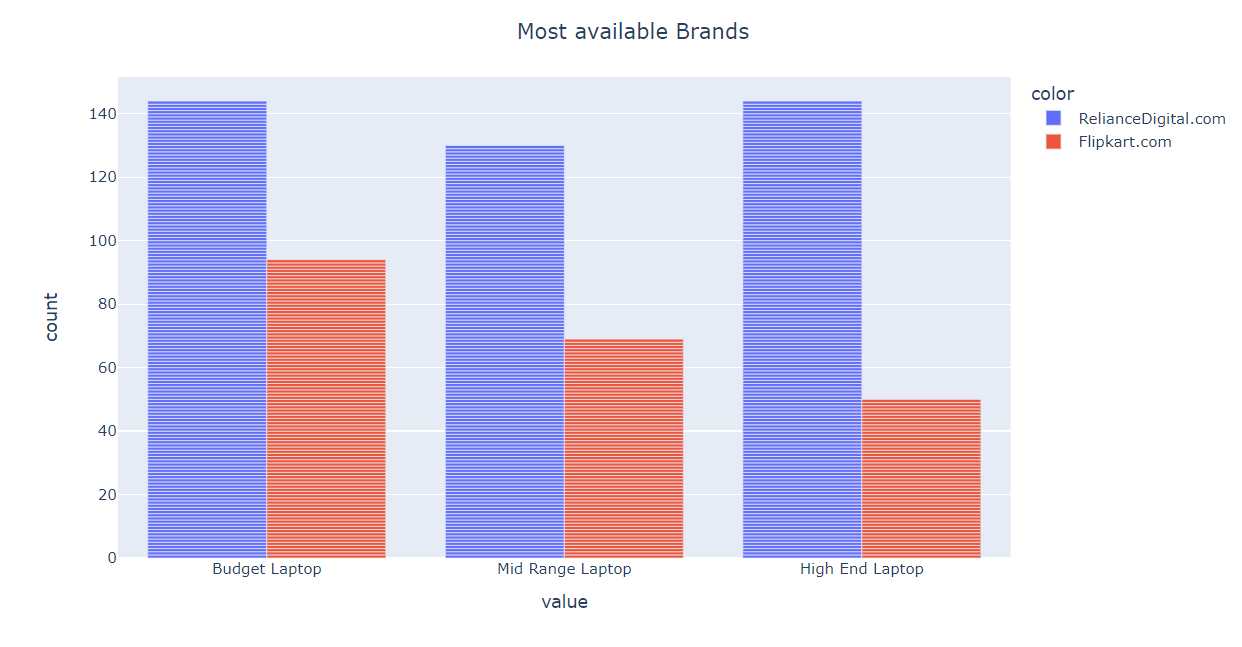 Most available Brands
color
RelianceDigital.com
Flipkart.com
count
140
120
100
80
60
40
20
0
Budget Laptop
Mid Range Laptop
High End Laptop
value